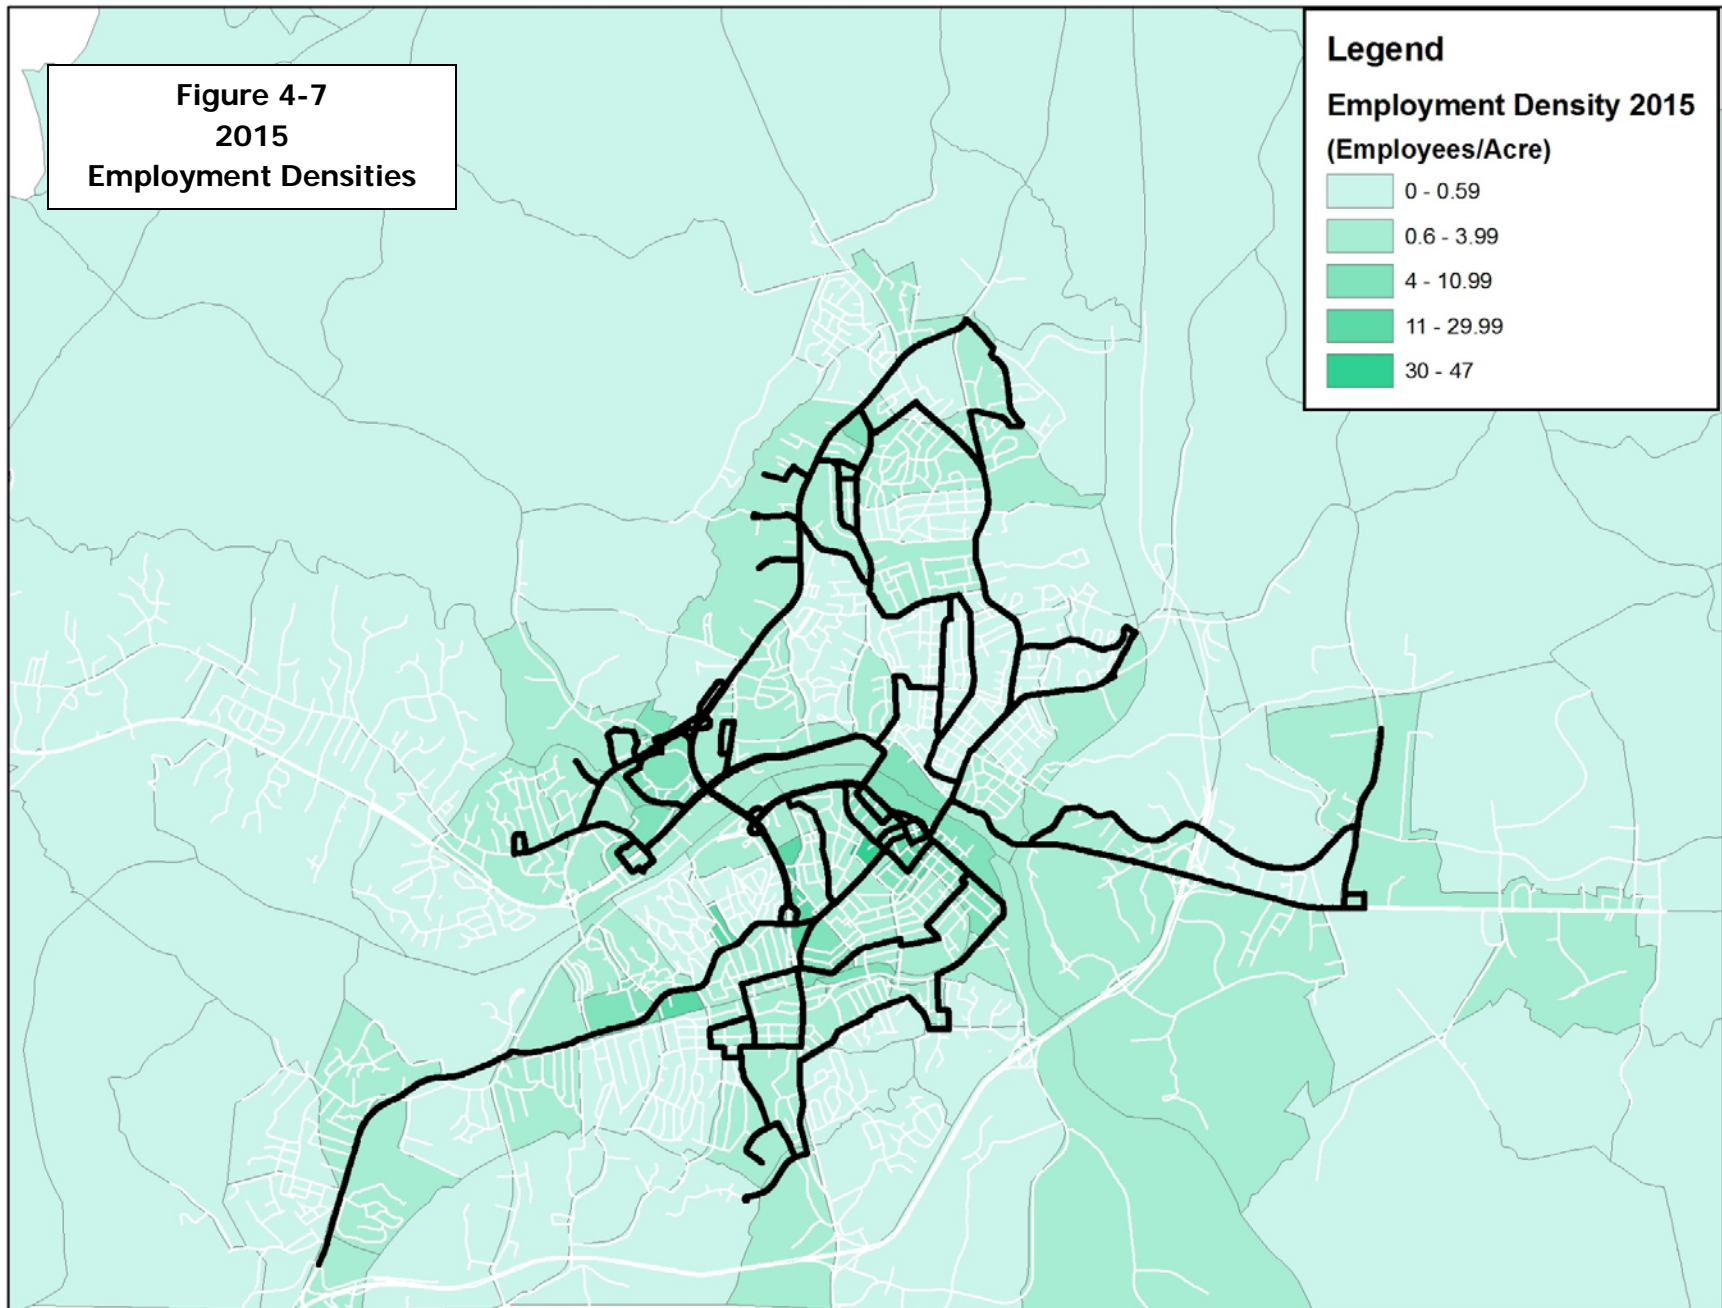 Figure 4-7
2015
Employment Densities
Legend
Employment Density 2015
(Employees/Acre)
0 - 0.59
0.6 - 3.99
4 - 10.99
11 - 29.99
30 - 47